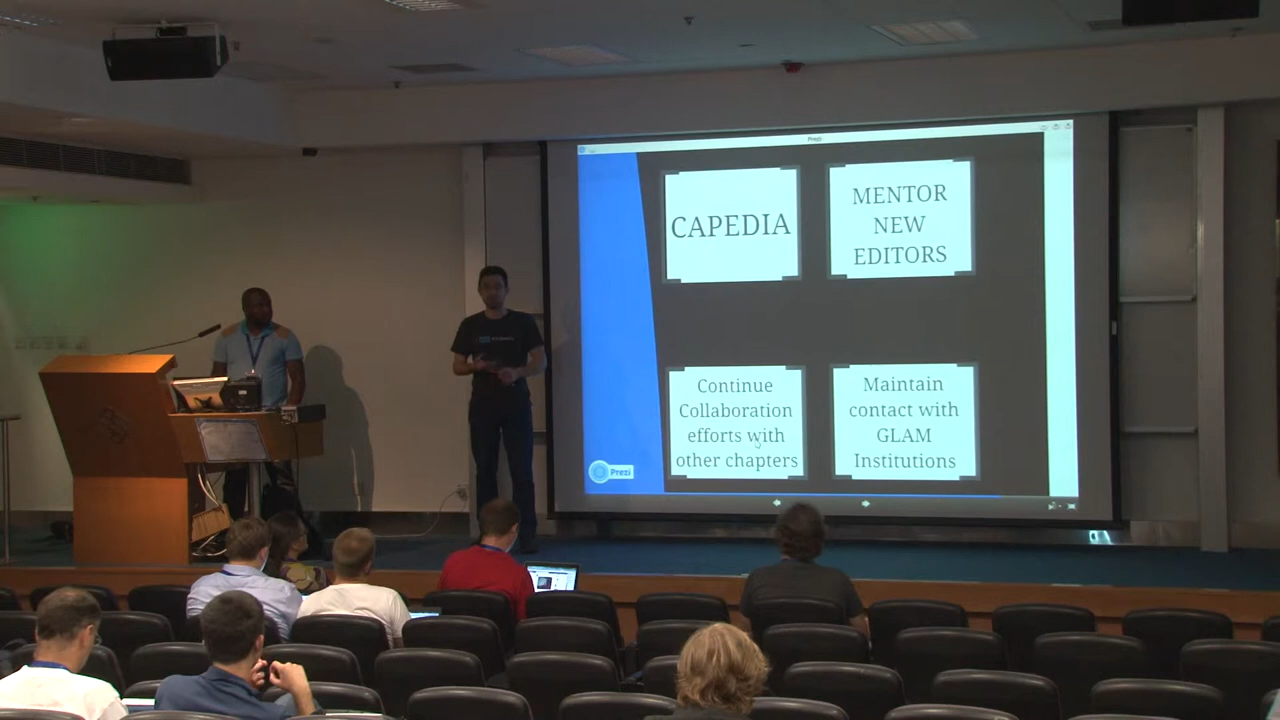 Prezi
CAPEDIA
MENTOR
NEW
EDITORS
Continue
Collaboration
efforts with
other chapters
Maintain
contact with
GLAM
Institutions
Prezi